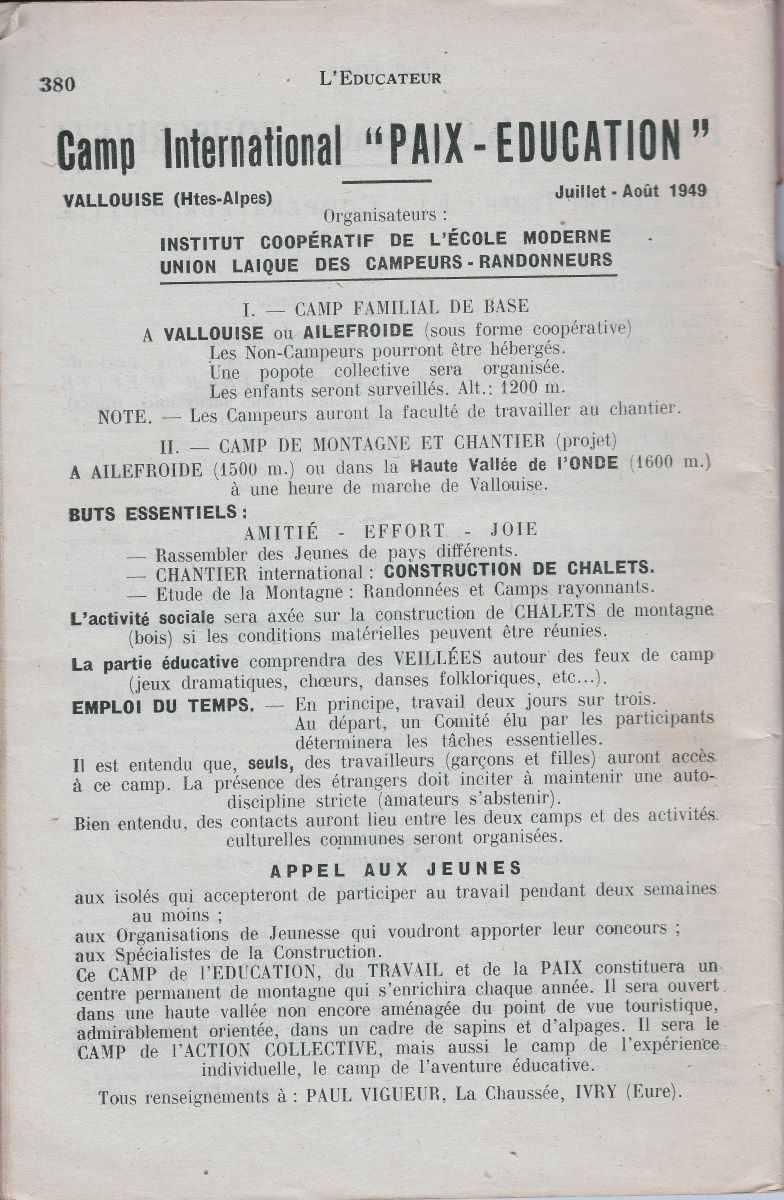 380
L'EDUCATEUR
Camp International "PAIX - EDUCATION"
VALLOUISE (Htes-Alpes)
Juillet - Août 1949
Organisateurs :
INSTITUT COOPÉRATIF DE L'ÉCOLE MODERNE
UNION LAIQUE DES CAMPEURS - RANDONNEURS
I. — CAMP FAMILIAL DE BASE
A VALLOUISE ou AILEFROIDE (sous forme coopérative)
Les Non-Campeurs pourront être hébergés.
Une popote collective sera organisée.
Les enfants seront surveillés. Alt.: 1200 m.
NOTE. — Les Campeurs auront la faculté de travailler au chantier.
II. — CAMP DE MONTAGNE ET CHANTIER (projet)
A AILEFROIDE (1500 m.) ou dans la Haute Vallée de l'ONDE (1600 m.)
à une heure de marche de Vallouise.
BUTS ESSENTIELS :
AMITIÉ - EFFORT - JOIE
— Rassembler des Jeunes de pays différents.
— CHANTIER international : CONSTRUCTION DE CHALETS.
— Etude de la Montagne : Randonnées et Camps rayonnants.
L'activité sociale sera axée sur la construction de CHALETS de montagne
(bois) si les conditions matérielles peuvent être réunies.
La partie éducative comprendra des VEILLÉES autour des feux de camp
(jeux dramatiques, chœurs, danses folkloriques, etc...).
EMPLOI DU TEMPS. — En principe, travail deux jours sur trois.
Au départ, un Comité élu par les participants
déterminera les tâches essentielles.
Il est entendu que, seuls, des travailleurs (garçons et filles) auront accès
à ce camp. La présence des étrangers doit inciter à maintenir une auto-
discipline stricte (amateurs s'abstenir).
Bien entendu, des contacts auront lieu entre les deux camps et des activités
culturelles communes seront organisées.
APPEL AUX JEUNES
aux isolés qui accepteront de participer au travail pendant deux semaines
au moins ;
aux Organisations de Jeunesse qui voudront apporter leur concours ;
aux Spécialistes de la Construction.
Ce CAMP de l'EDUCATION, du TRAVAIL et de la PAIX constituera un
centre permanent de montagne qui s'enrichira chaque année. Il sera ouvert
dans une haute vallée non encore aménagée du point de vue touristique,
admirablement orientée, dans un cadre de sapins et d'alpages. Il sera le
CAMP de l'ACTION COLLECTIVE, mais aussi le camp de l'expérience
individuelle, le camp de l'aventure éducative.
Tous renseignements à : PAUL VIGUEUR, La Chaussée, IVRY (Eure).